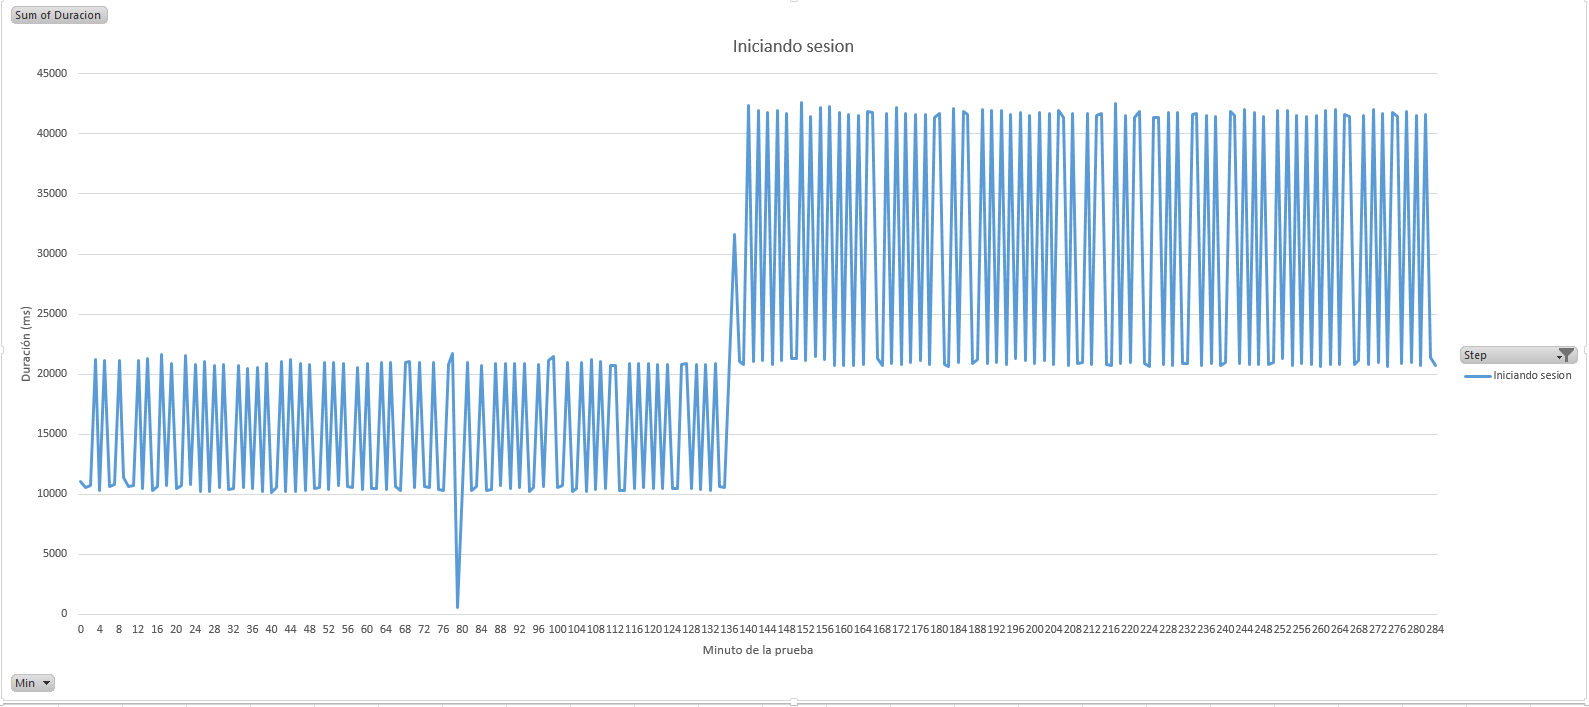 Sum of Duracion
Iniciando sesion
45000
40000
35000
30000
25000
20000
15000
10000
5000
0
Duración (ms)
0 4 8 12 16 20 24 28 32 36 40 44 48 52 56 60 64 68 72 76 80 84 88 92 96 100 104 108 112 116 120 124 128 132 136 140 144 148 152 156 160 164 168 172 176 180 184 188 192 196 200 204 208 212 216 220 224 228 232 236 240 244 248 252 256 260 264 268 272 276 280 284
Minuto de la prueba
Step
Iniciando sesion
Min